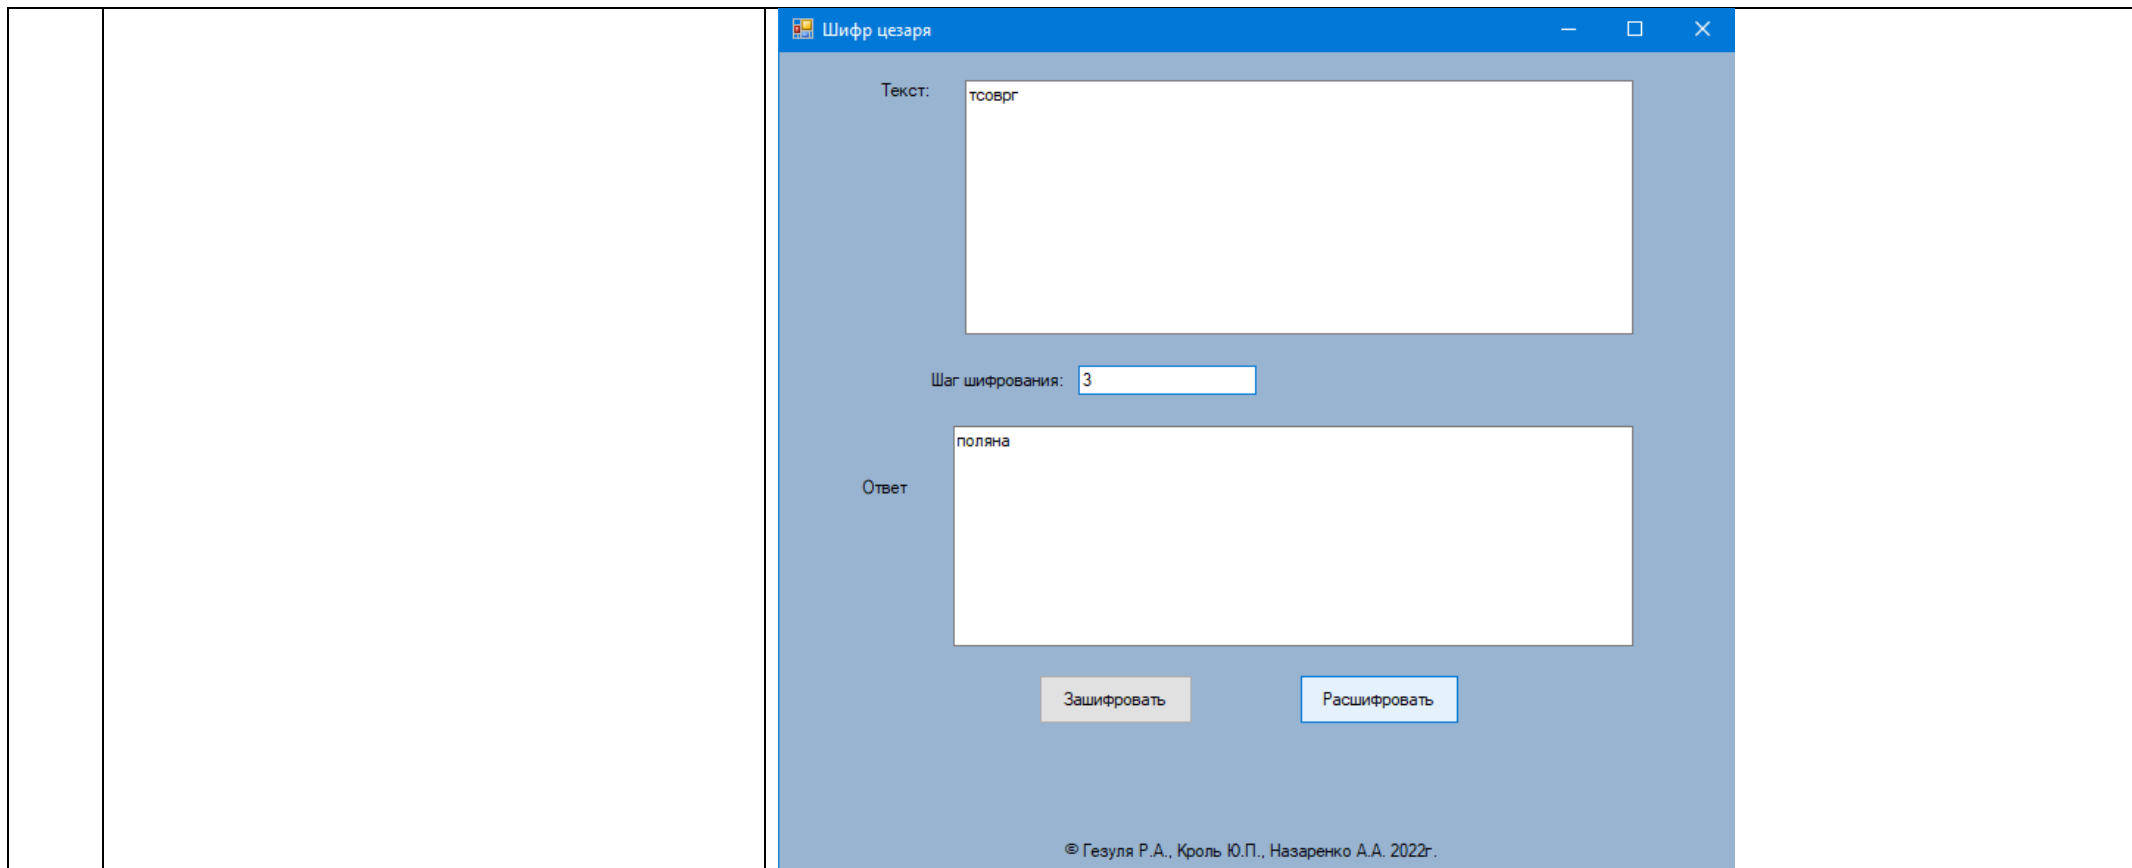 Шифр цезаря
Текст:
тсоврг
Шаг шифрования: 3
поляна
Ответ
Зашифровать Расшифровать
© Гезуля Р.А., Кроль Ю.П., Назаренко А.А. 2022г.